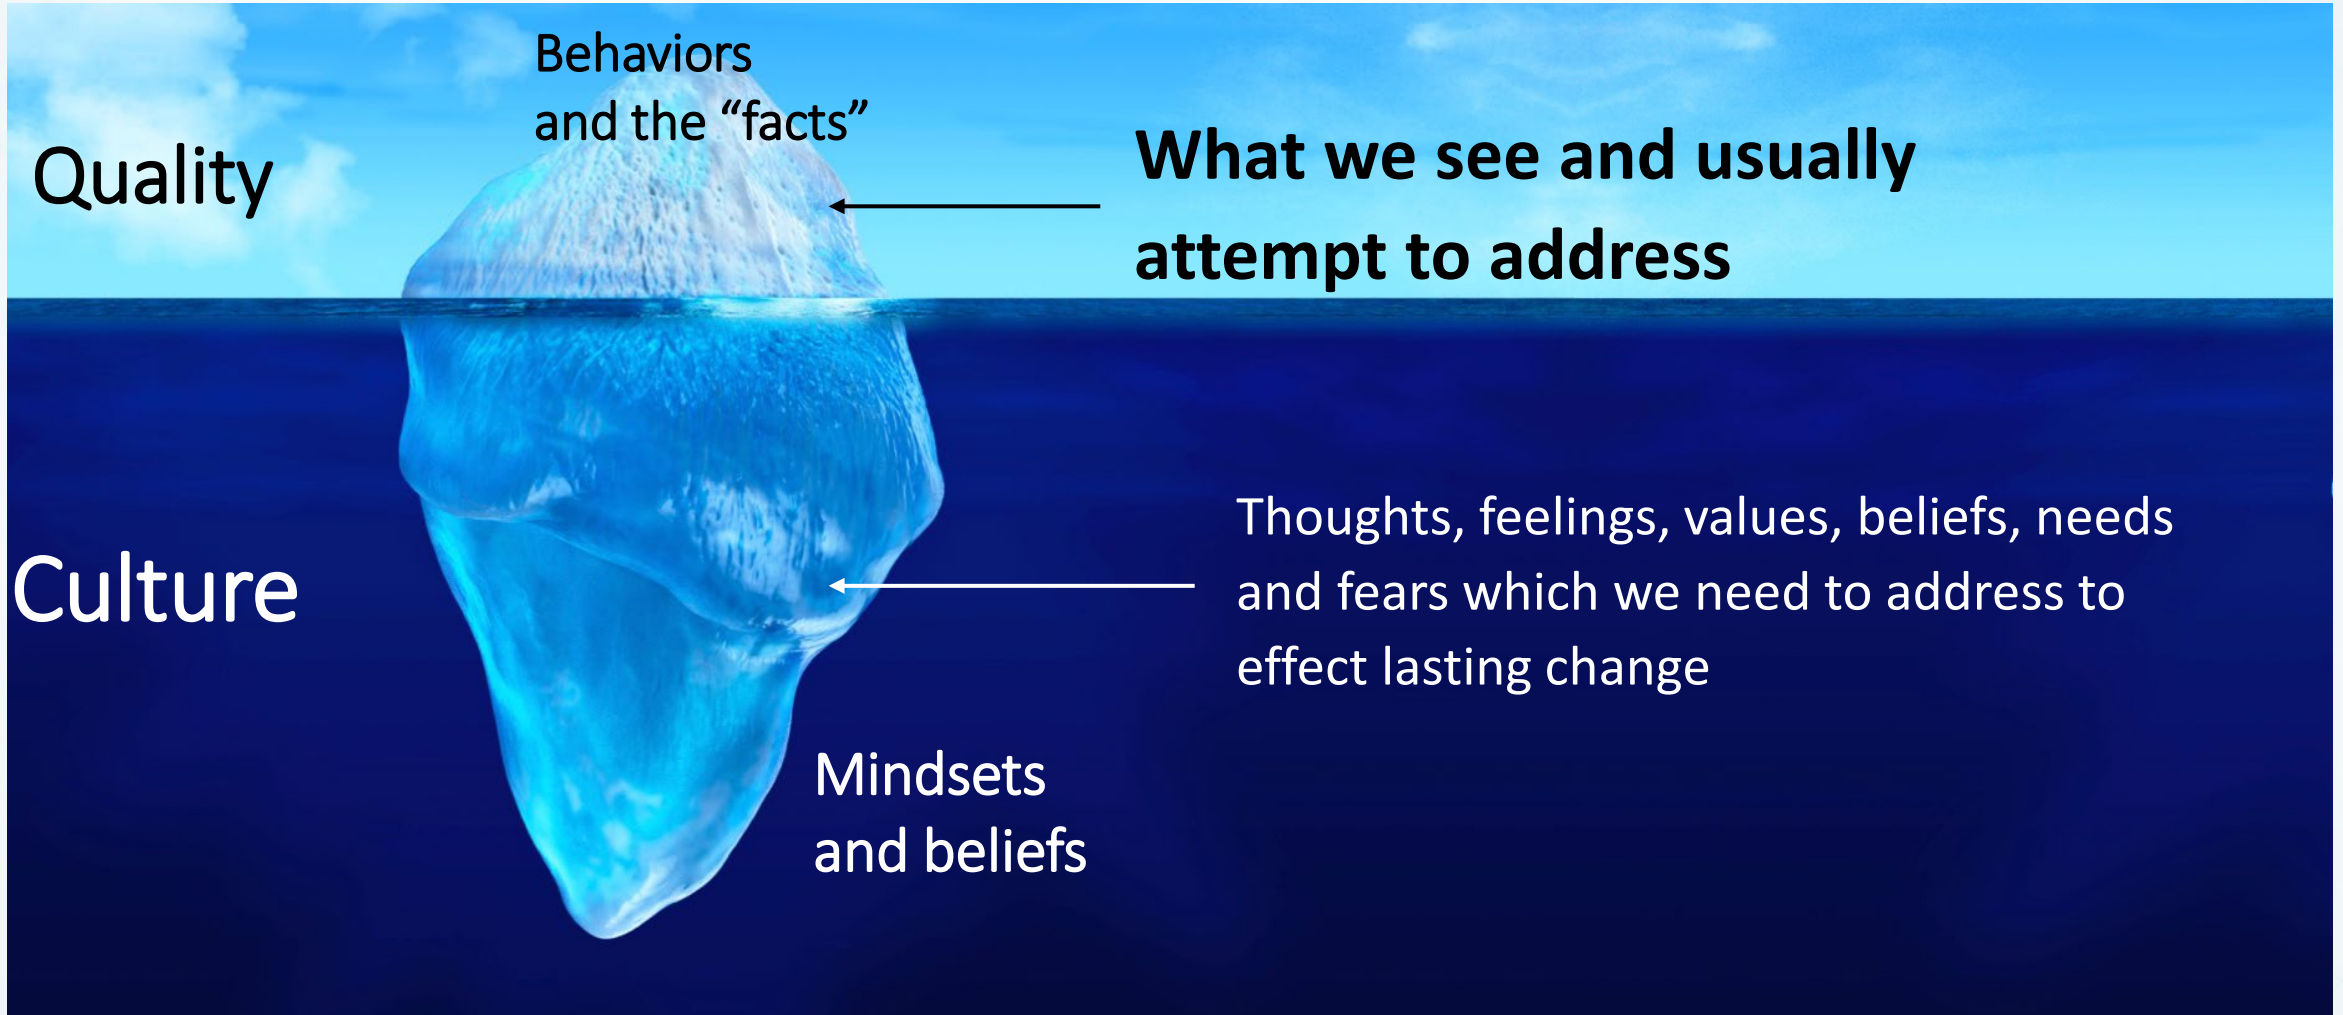 Behaviors
and the “facts”
Quality
What we see and usually
attempt to address
Thoughts, feelings, values, beliefs, needs
and fears which we need to address to
effect lasting change
Culture
Mindsets
and beliefs